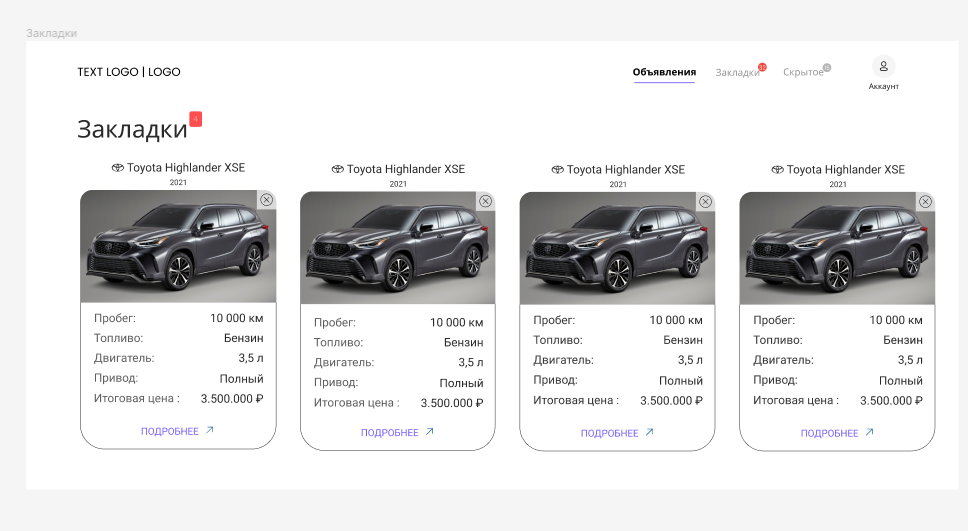 Закладки
TEXT LOGO | LOGO
Объявления
Закладки
Скрытое
Аккаунт
Закладки 4
Toyota Highlander XSE
2021
Пробег: 10 000 км
Топливо: Бензин
Двигатель: 3,5 л
Привод: Полный
Итоговая цена : 3.500.000 ₽
ПОДРОБНЕЕ
Toyota Highlander XSE
2021
Пробег: 10 000 км
Топливо: Бензин
Двигатель: 3,5 л
Привод: Полный
Итоговая цена : 3.500.000 ₽
ПОДРОБНЕЕ
Toyota Highlander XSE
2021
Пробег: 10 000 км
Топливо: Бензин
Двигатель: 3,5 л
Привод: Полный
Итоговая цена : 3.500.000 ₽
ПОДРОБНЕЕ
Toyota Highlander XSE
2021
Пробег: 10 000 км
Топливо: Бензин
Двигатель: 3,5 л
Привод: Полный
Итоговая цена : 3.500.000 ₽
ПОДРОБНЕЕ